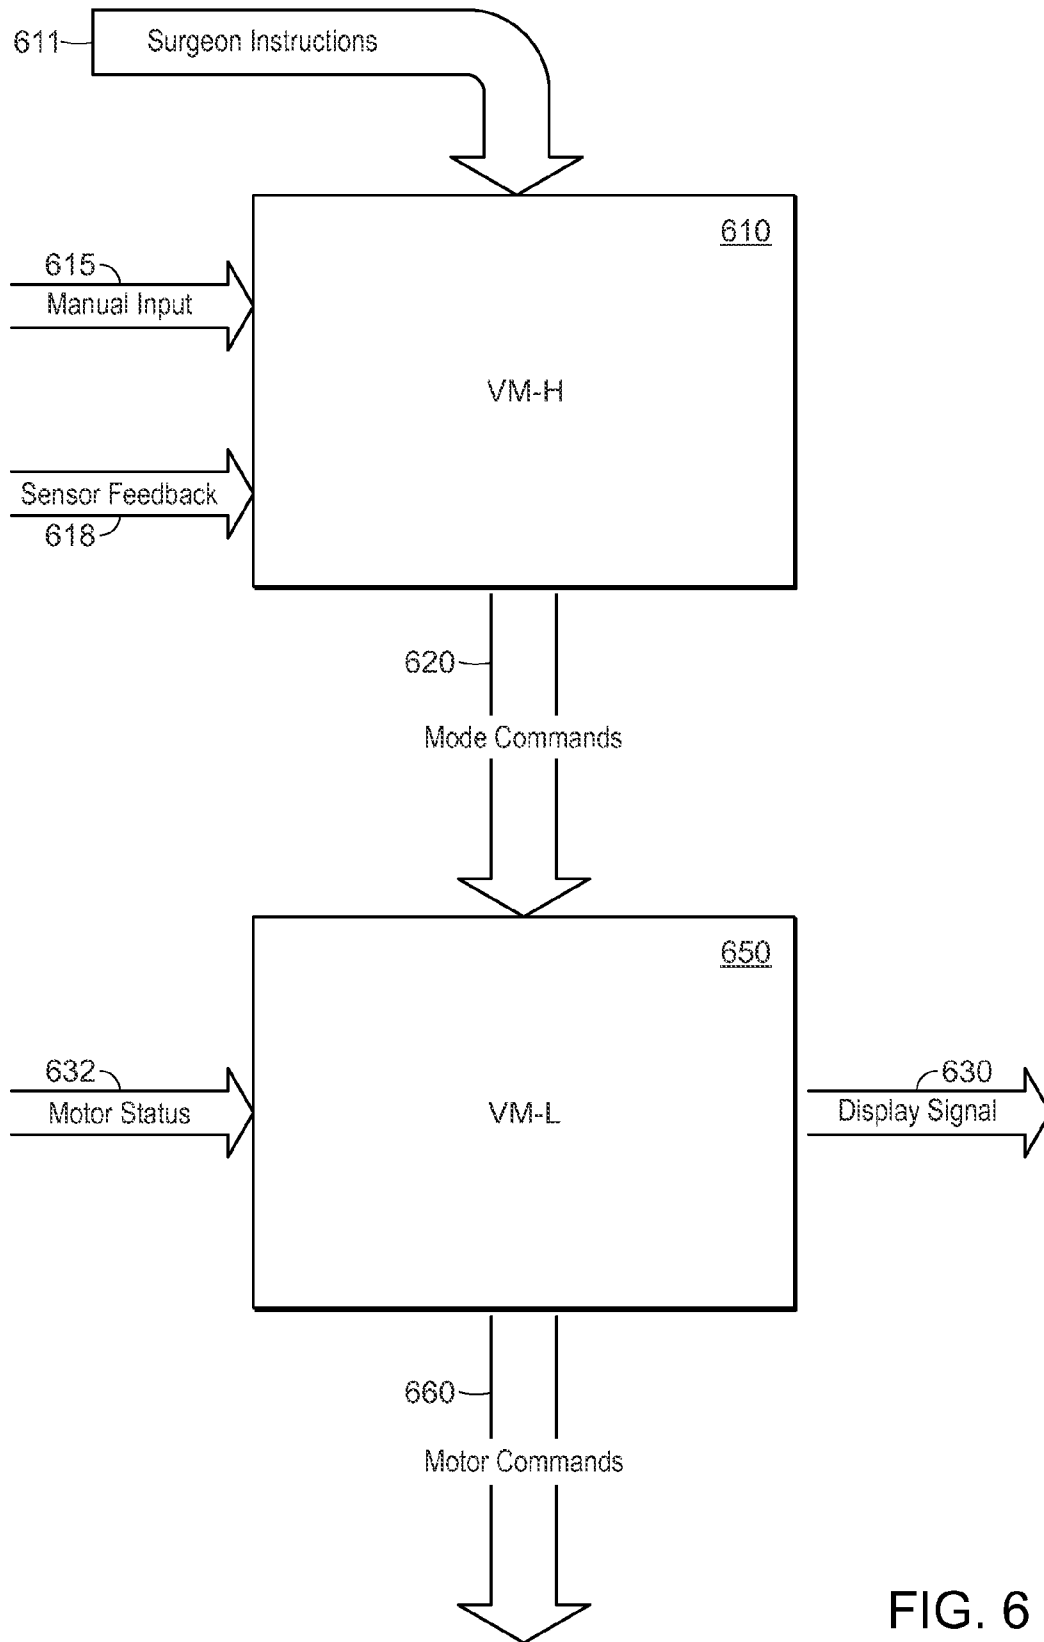 611
Surgeon Instructions
610
615
Manual Input
VM-H
Sensor Feedback
618
620
Mode Commands
650
632
Motor Status
VM-L
630
Display Signal
660
Motor Commands
FIG. 6